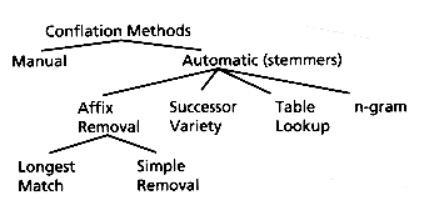 Conflation Methods
Manual
Automatic (stemmers)
Affix Removal
Successor Variety
Table Lookup
n-gram
Longest Match
Simple Removal